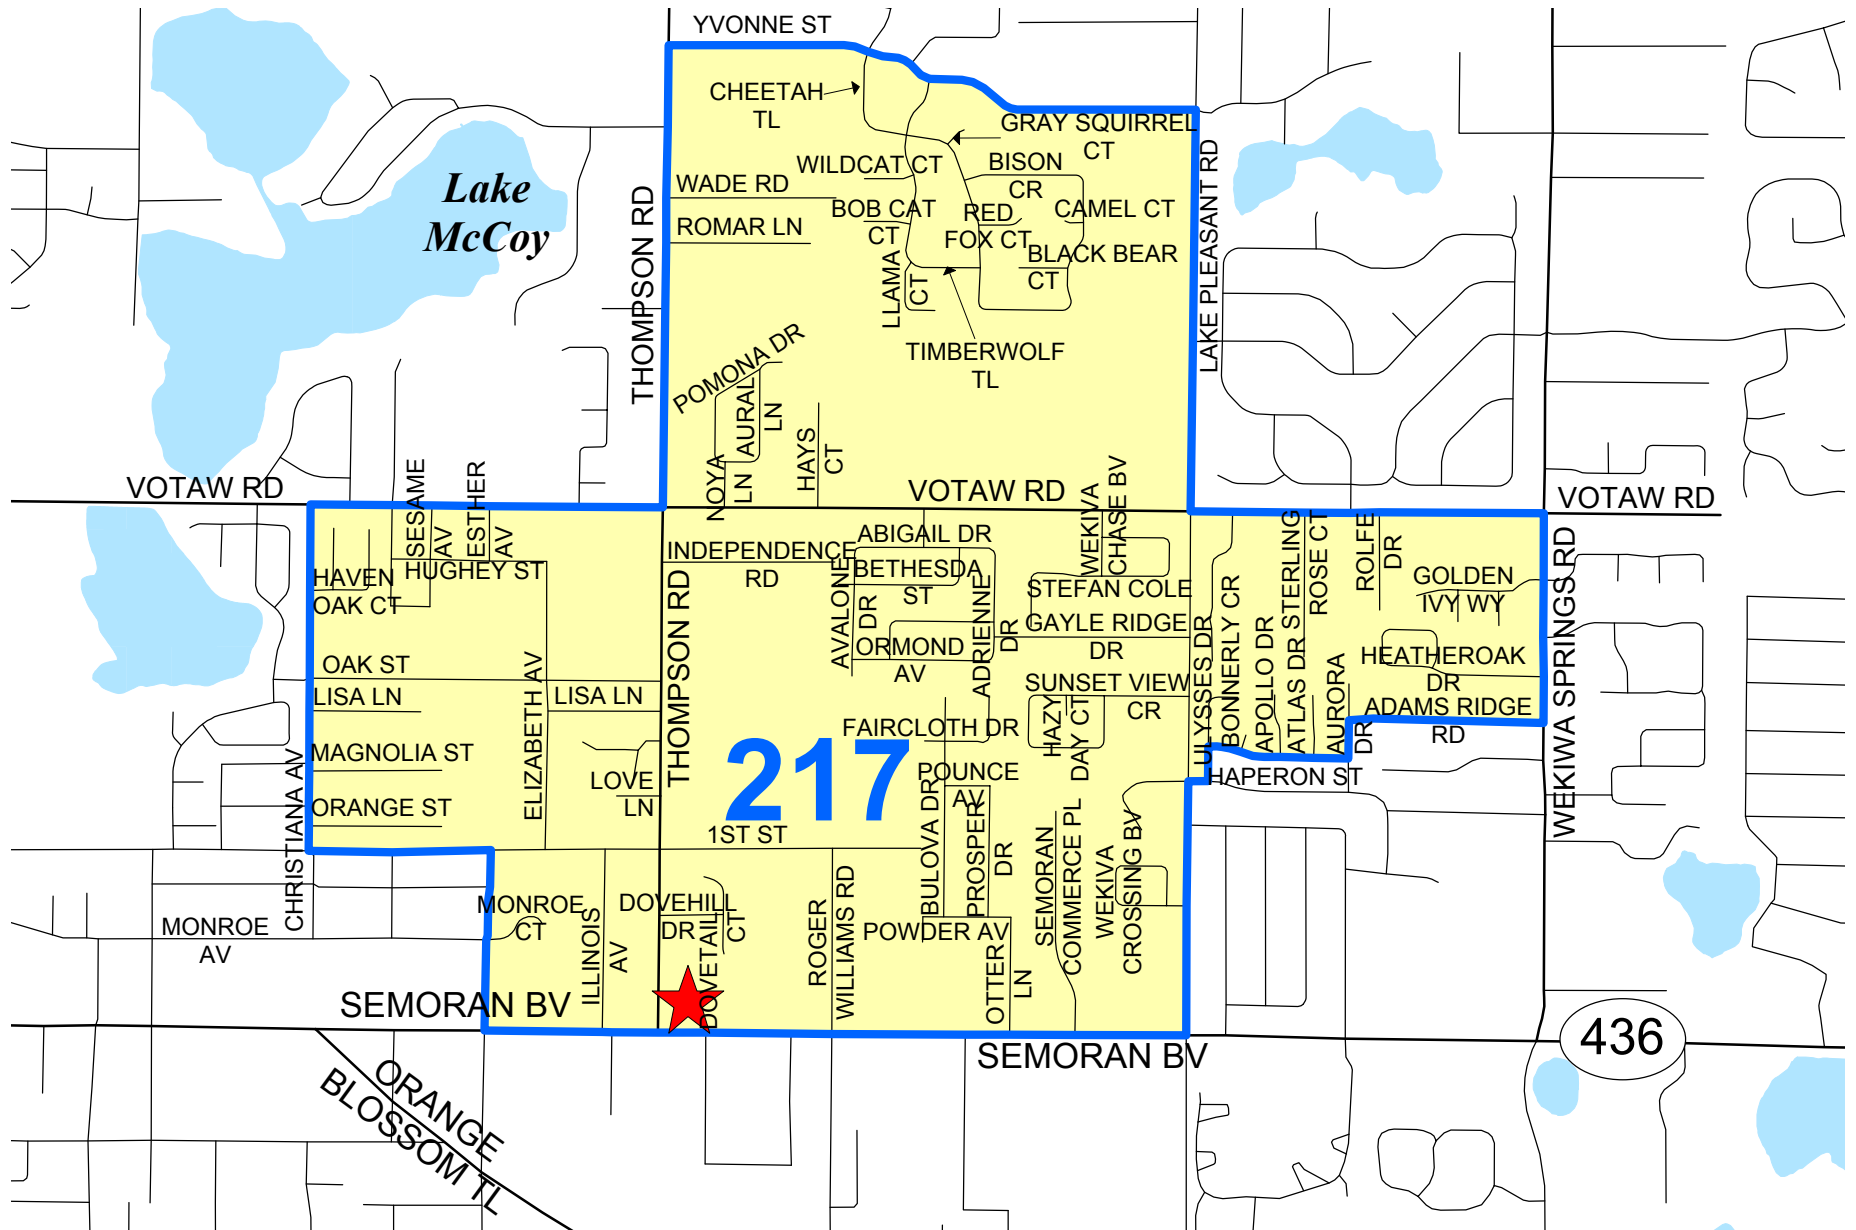 YVONNE ST
CHEETAH
TL
GRAY SQUIRREL
CT
WILDCAT CT
BISON
CR
Lake
McCoy
WADE RD
BOB CAT
CT
RED
FOX CT
CAMEL CT
ROMAR LN
BLACK BEAR
CT
LLAMA
CT
THOMPSON RD
LAKE PLEASANT RD
TIMBERWOLF
TL
POMONA DR
AURAL
LN
HAYS
CT
NOYA
LN
VOTAW RD
VOTAW RD
VOTAW RD
SESAME
AV
ESTHER
AV
HUGHEY ST
HAVEN
OAK CT
INDEPENDENCE
RD
ABIGAIL DR
BETHESDA
ST
AVALONE
DR
ORMOND
AV
ADRIENNE
DR
WEKIVA
CHASE BV
STEFAN COLE
GAYLE RIDGE
DR
ULYSSES DR
BONNERLY CR
APOLLO DR
ATLAS DR
STERLING
ROSE CT
ROLFE
DR
AURORA
DR
GOLDEN
IVY WY
HEATHEROAK
DR
ADAMS RIDGE
RD
WEKIWA SPRINGS RD
OAK ST
LISA LN
LISA LN
ELIZABETH AV
THOMPSON RD
SUNSET VIEW
CR
HAZY
DAY CT
FAIRCLOTH DR
MAGNOLIA ST
LOVE
LN
217
POUNCE
AV
HAPERON ST
ORANGE ST
CHRISTIANA AV
1ST ST
BULOVA DR
PROSPER
DR
SEMORAN
COMMERCE PL
WEKIVA
CROSSING BV
MONROE
CT
MONROE
AV
ILLINOIS
AV
DOVEHILL
DR
DOVETAIL
CT
ROGER
WILLIAMS RD
POWDER AV
OTTER
LN
SEMORAN BV
SEMORAN BV
436
ORANGE
BLOSSOM TL